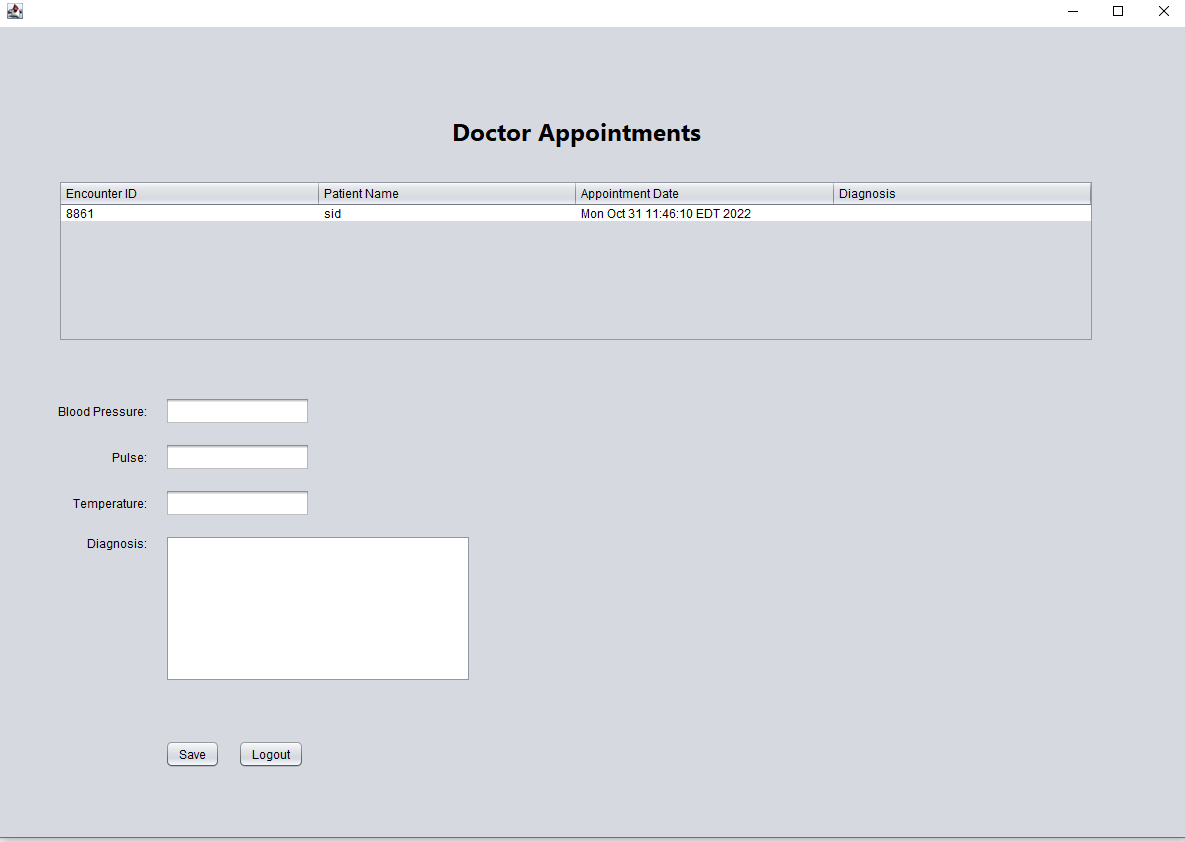 Doctor Appointments
Encounter ID Patient Name Appointment Date Diagnosis
8861 sid Mon Oct 31 11:46:10 EDT 2022
Blood Pressure:
Pulse:
Temperature:
Diagnosis:
Save Logout